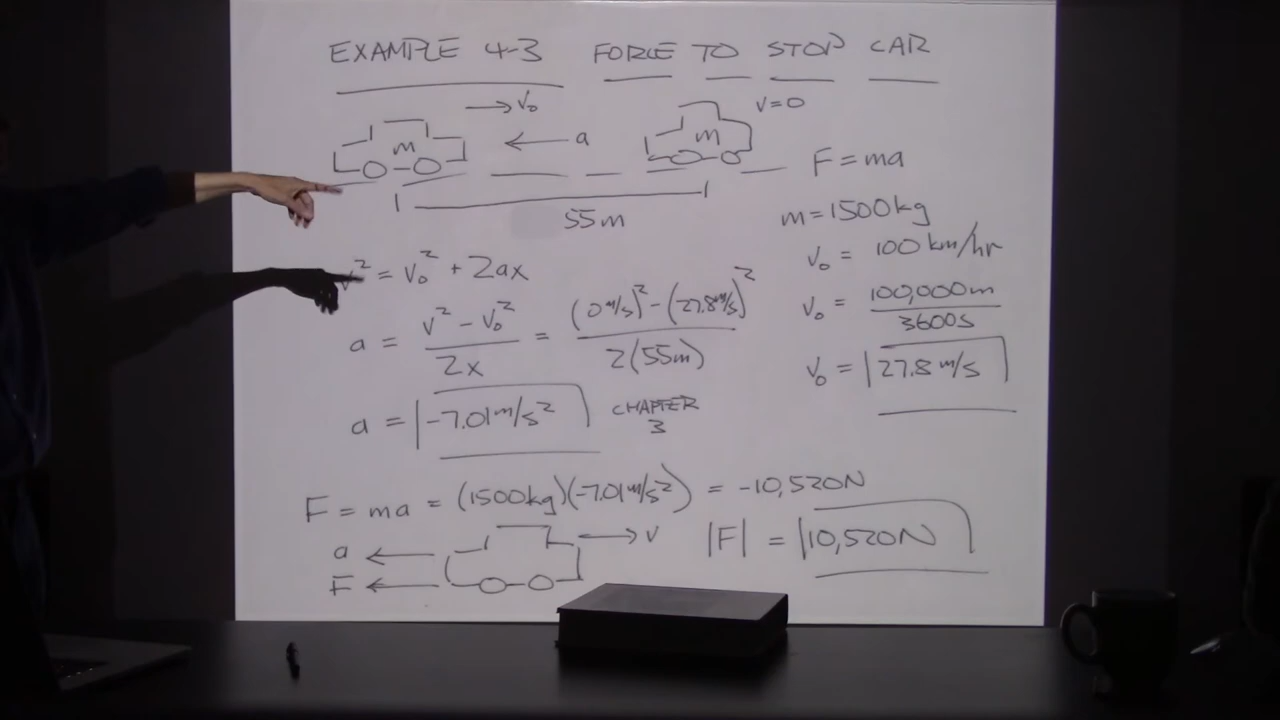 EXAMPLE 4-3 FORCE TO STOP CAR
→ v₀ v=0
m ← a m
F = ma
55m
m = 1500kg
v² = v₀² + 2ax
v₀ = 100 km/hr
a = (v² - v₀²)/2x = ((0 m/s)² - (27.8 m/s)²)/2(55m)
v₀ = 100,000m/3600s
v₀ = 27.8 m/s
a = -7.01 m/s² CHAPTER 3
F = ma = (1500kg)(-7.01 m/s²) = -10,520N
a ← → v |F| = 10,520N
F ←